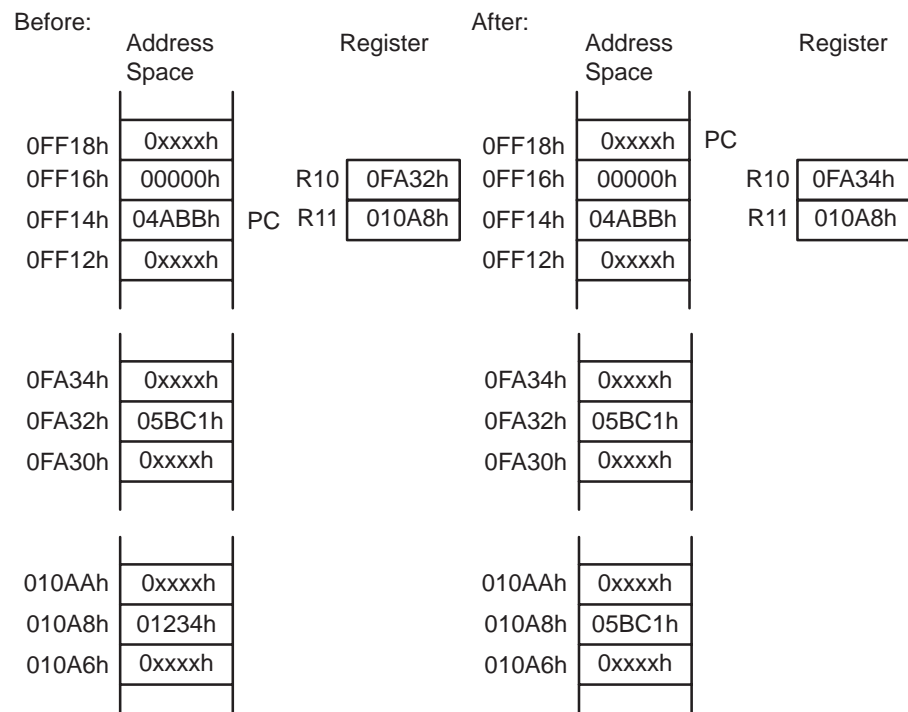 Before: After:
Address Register Address Register
Space Space
0FF18h 0xxxxh 0FF18h 0xxxxh PC
0FF16h 00000h R10 0FA32h 0FF16h 00000h R10 0FA34h
0FF14h 04ABBh PC R11 010A8h 0FF14h 04ABBh R11 010A8h
0FF12h 0xxxxh 0FF12h 0xxxxh
0FA34h 0xxxxh 0FA34h 0xxxxh
0FA32h 05BC1h 0FA32h 05BC1h
0FA30h 0xxxxh 0FA30h 0xxxxh
010AAh 0xxxxh 010AAh 0xxxxh
010A8h 01234h 010A8h 05BC1h
010A6h 0xxxxh 010A6h 0xxxxh